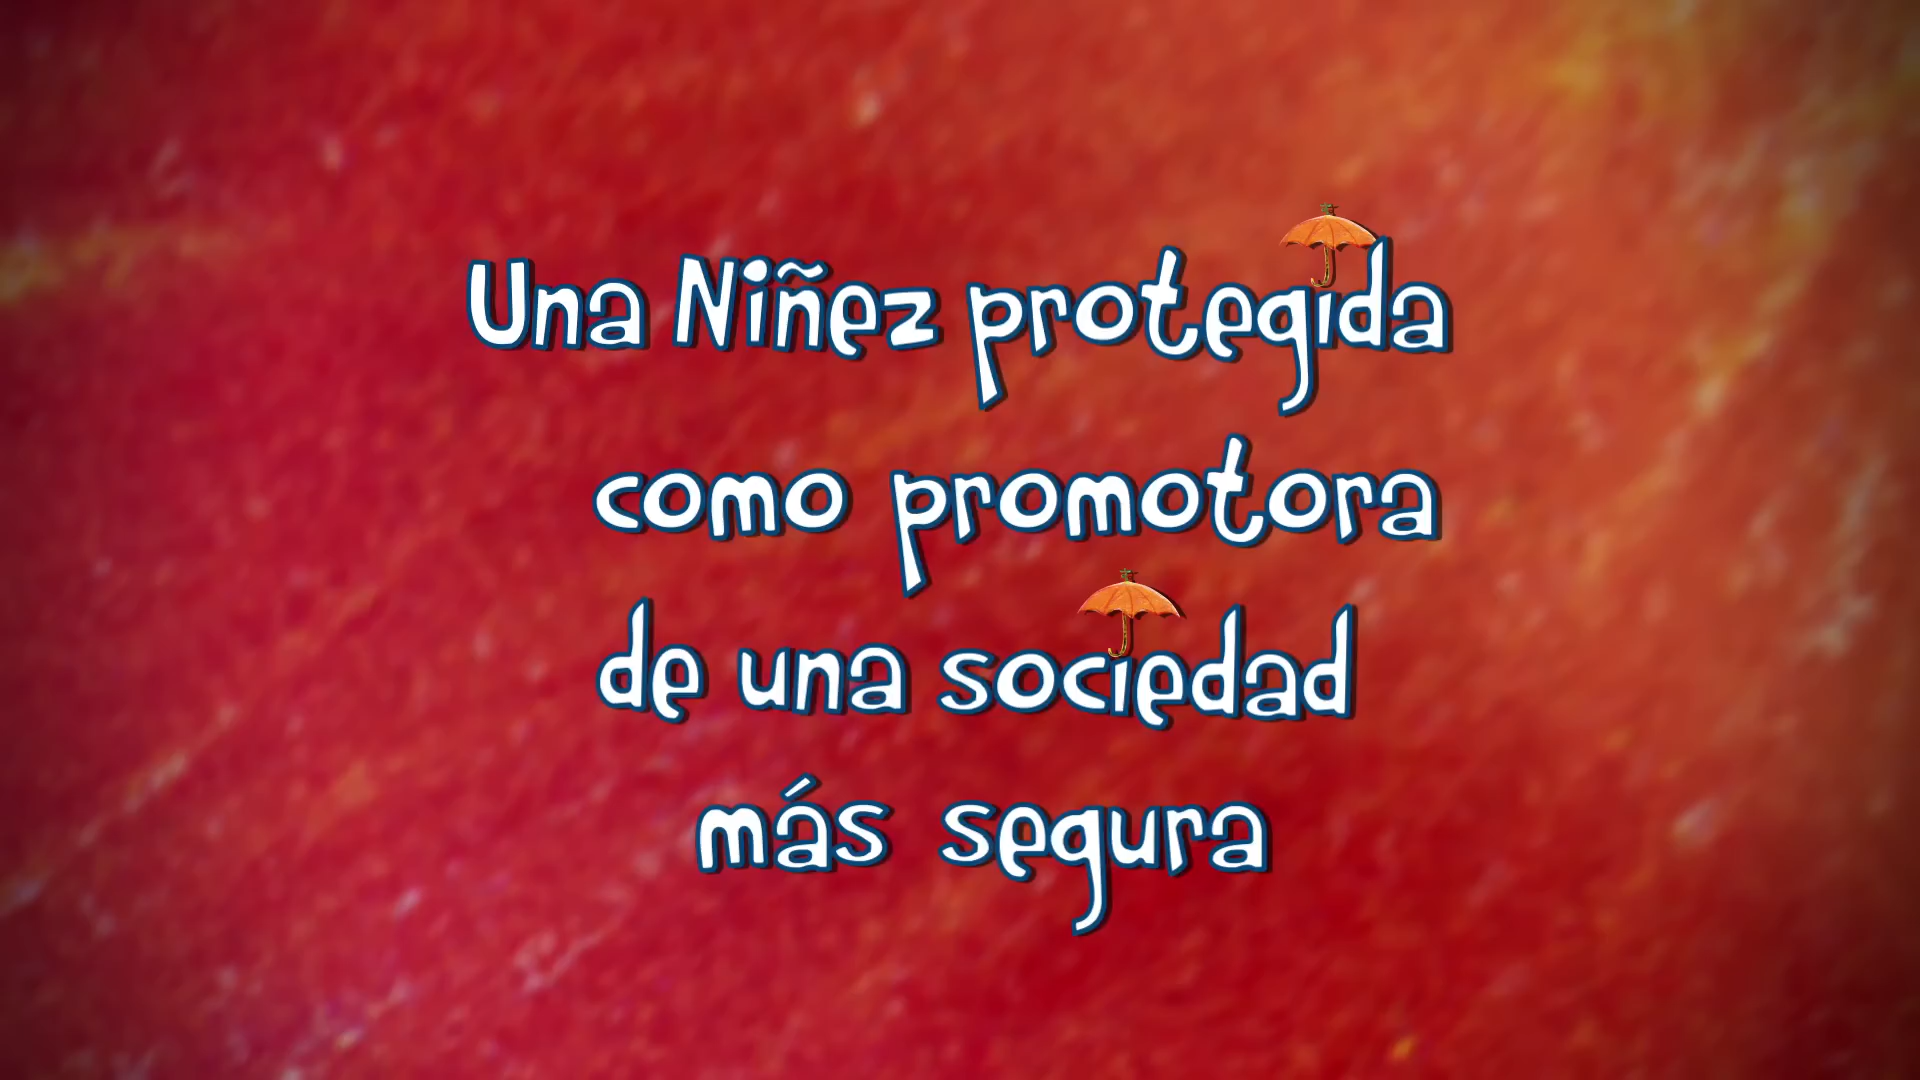 Una Niñez protegida
como promotora
de una sociedad
más segura